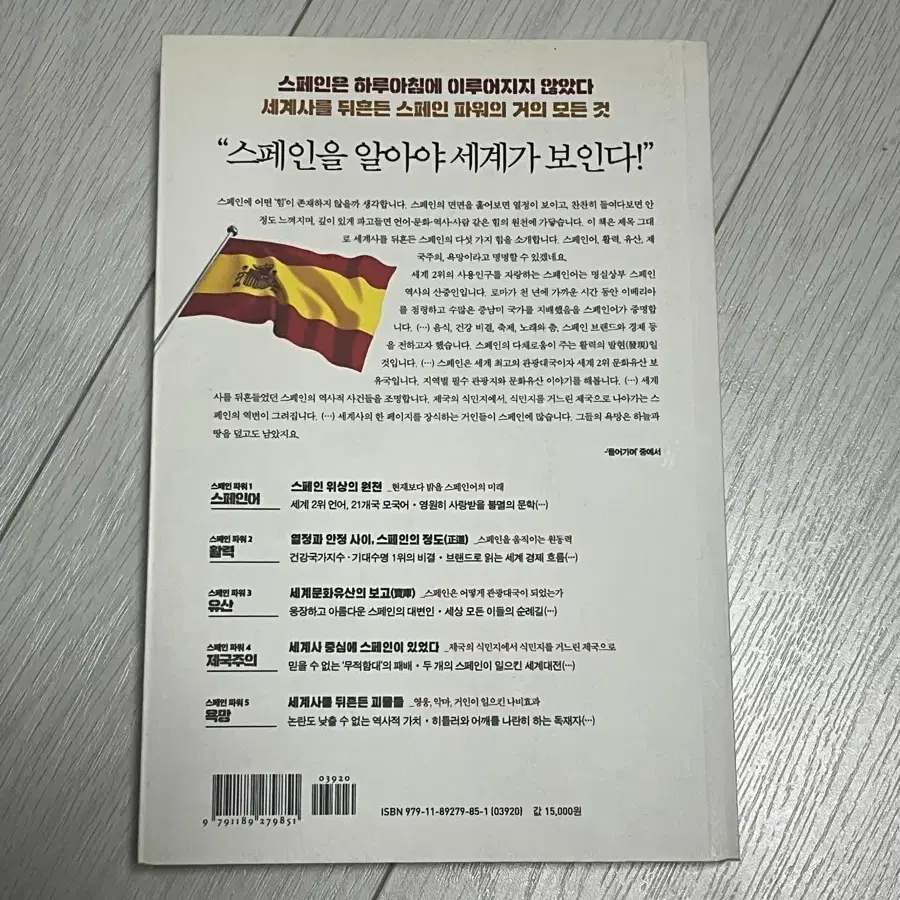 스페인은 하루아침에 이루어지지 않았다
세계사를 뒤흔든 스페인 파워의 거의 모든 것
“스페인을 알아야 세계가 보인다!”
스페인에 어떤 '힘'이 존재하지 않을까 생각합니다. 스페인의 면면을 훑어보면 열정이 보이고, 찬찬히 들여다보면 안
정도 느껴지며, 깊이 있게 파고들면 언어·문화·역사·사람 같은 힘의 원천에 가닿습니다. 이 책은 제목 그대
로 세계사를 뒤흔든 스페인의 다섯 가지 힘을 소개합니다. 스페인어, 활력, 유산, 제
국주의, 욕망이라고 명명할 수 있겠네요.
세계 2위의 사용인구를 자랑하는 스페인어는 명실상부 스페인
역사의 산증인입니다. 로마가 천 년에 가까운 시간 동안 이베리아
를 점령하고 수많은 중남미 국가를 지배했음을 스페인어가 증명합
니다. (…) 음식, 건강 비결, 축제, 노래와 춤, 스페인 브랜드와 경제 등
을 전하고자 했습니다. 스페인의 다채로움이 주는 활력의 발현(發現)일
것입니다. (…) 스페인은 세계 최고의 관광대국이자 세계 2위 문화유산 보
유국입니다. 지역별 필수 관광지와 문화유산 이야기를 해봅니다. (…) 세계
사를 뒤흔들었던 스페인의 역사적 사건들을 조명합니다. 제국의 식민지에서, 식민지를 거느린 제국으로 나아가는 스
페인의 역변이 그려집니다. (…) 세계사의 한 페이지를 장식하는 거인들이 스페인에 많습니다. 그들의 욕망은 하늘과
땅을 덮고도 남았지요.
-'들어가며' 중에서
스페인 파워 1
스페인어
스페인 위상의 원천 _현재보다 밝을 스페인어의 미래
세계 2위 언어, 21개국 모국어 • 영원히 사랑받을 불멸의 문학(…)
스페인 파워 2
활력
열정과 안정 사이, 스페인의 정도(正道) _스페인을 움직이는 원동력
건강국가지수·기대수명 1위의 비결 • 브랜드로 읽는 세계 경제 흐름(…)
스페인 파워 3
유산
세계문화유산의 보고(寶庫) _스페인은 어떻게 관광대국이 되었는가
웅장하고 아름다운 스페인의 대변인 • 세상 모든 이들의 순례길(…)
스페인 파워 4
제국주의
세계사 중심에 스페인이 있었다 _제국의 식민지에서 식민지를 거느린 제국으로
믿을 수 없는 '무적함대'의 패배 • 두 개의 스페인이 일으킨 세계대전(…)
스페인 파워 5
욕망
세계사를 뒤흔든 괴물들 _영웅, 악마, 거인이 일으킨 나비효과
논란도 낮출 수 없는 역사적 가치 • 히틀러와 어깨를 나란히 하는 독재자(…)
03920
9 791189 279851
ISBN 979-11-89279-85-1 (03920) 값 15,000원